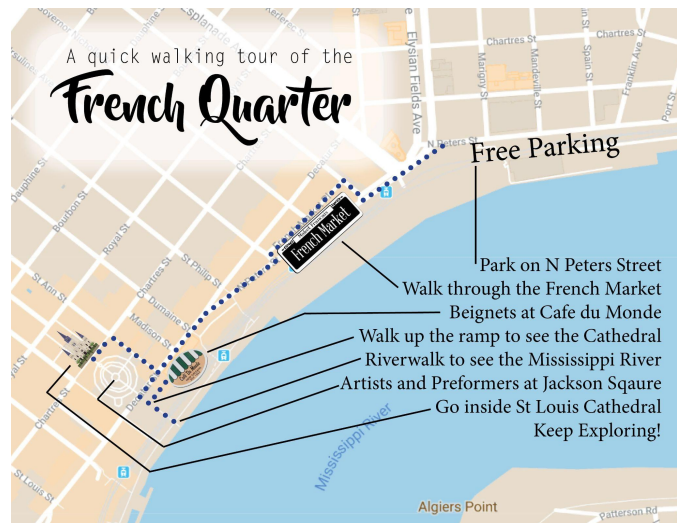 A quick walking tour of the
French Quarter
Free Parking
Park on N Peters Street
Walk through the French Market
Beignets at Cafe du Monde
Walk up the ramp to see the Cathedral
Riverwalk to see the Mississippi River
Artists and Preformers at Jackson Sqaure
Go inside St Louis Cathedral
Keep Exploring!
French Market
Esplanade
Elysian Fields Ave
Chartres St
Chartres St
Marigny St
Mandeville St
Spain St
Franklin Ave
Port St
N Peters St
Dauphine St
Bourbon St
Royal St
Chartres St
St Philip St
Dumaine St
Madison St
St Ann St
Chartres St
St Louis St
Mississippi River
Algiers Point
Patterson Rd